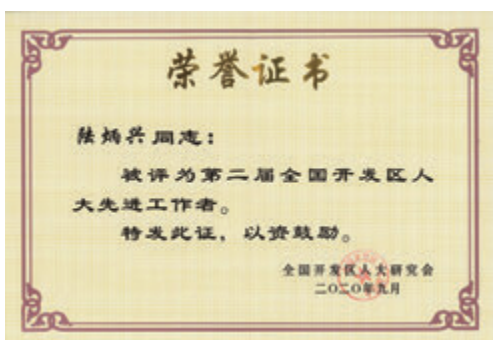 荣誉证书
陆炳兴同志：
被评为第二届全国开发区人
大先进工作者。
特发此证，以资鼓励。
全国开发区人大研究会
二〇二〇年九月